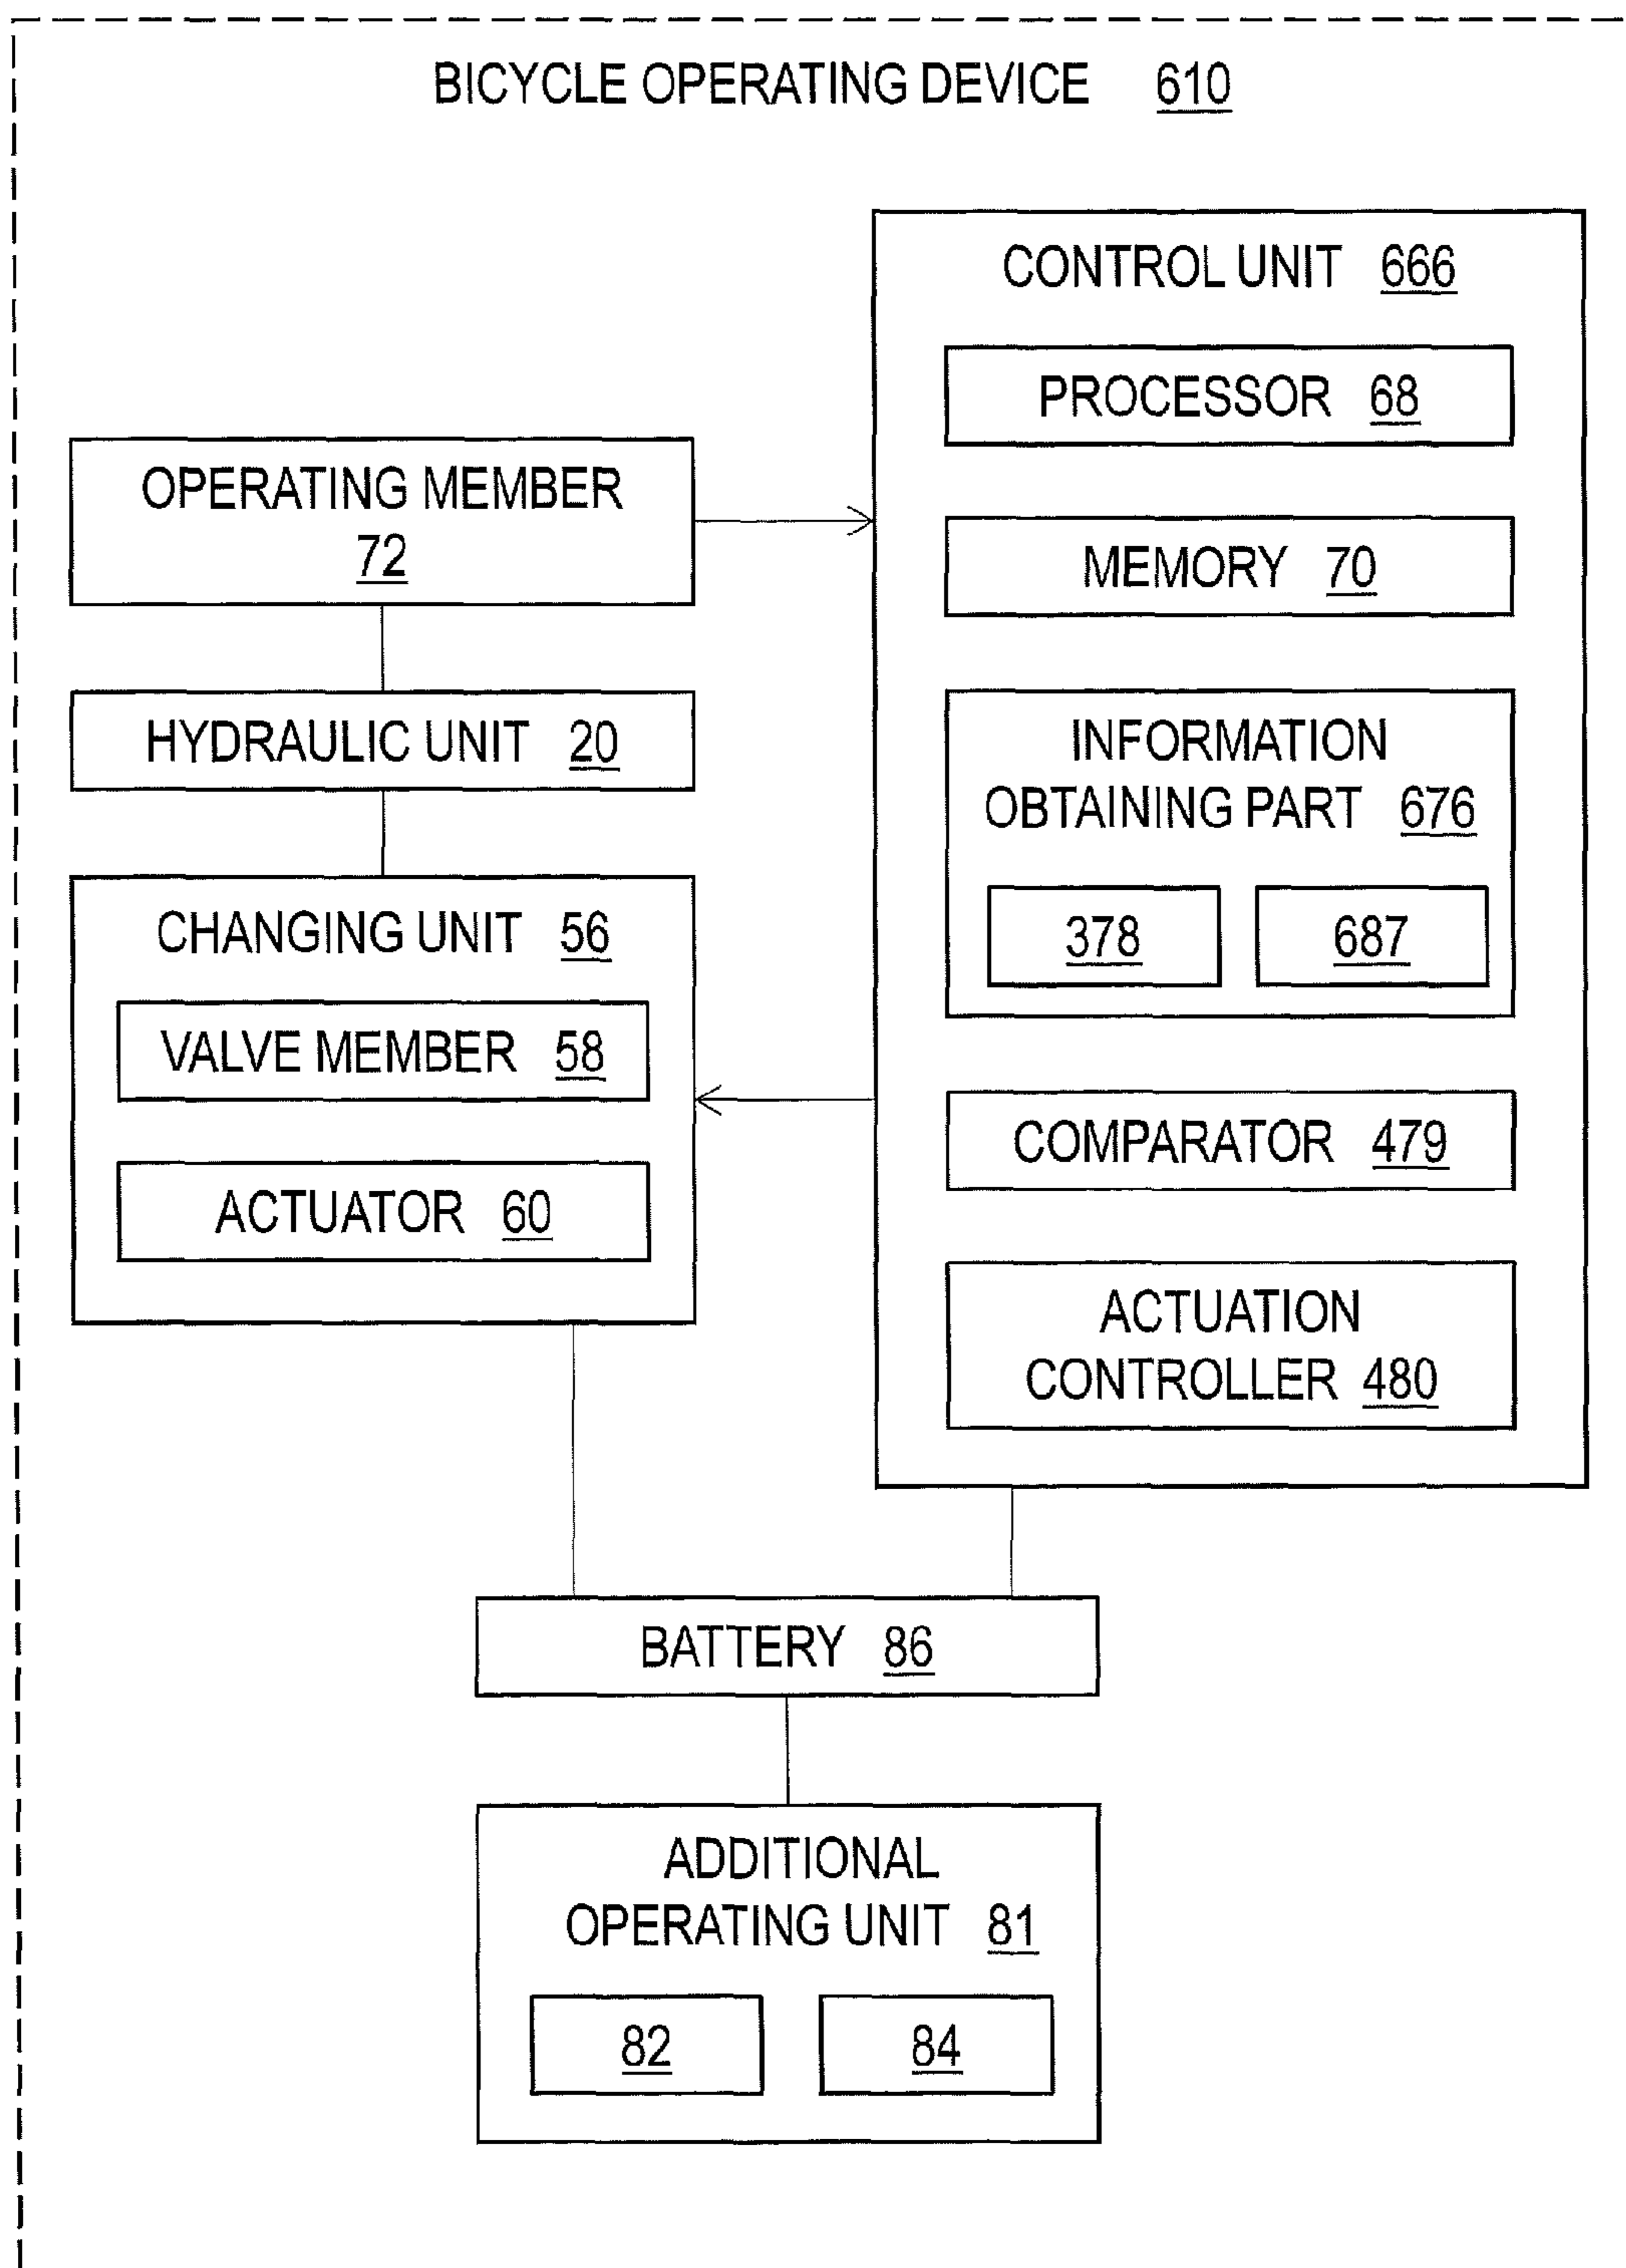 BICYCLE OPERATING DEVICE 610
CONTROL UNIT 666
PROCESSOR 68
MEMORY 70
INFORMATION
OBTAINING PART 676
378 687
COMPARATOR 479
ACTUATION
CONTROLLER 480
OPERATING MEMBER
72
HYDRAULIC UNIT 20
CHANGING UNIT 56
VALVE MEMBER 58
ACTUATOR 60
BATTERY 86
ADDITIONAL
OPERATING UNIT 81
82 84